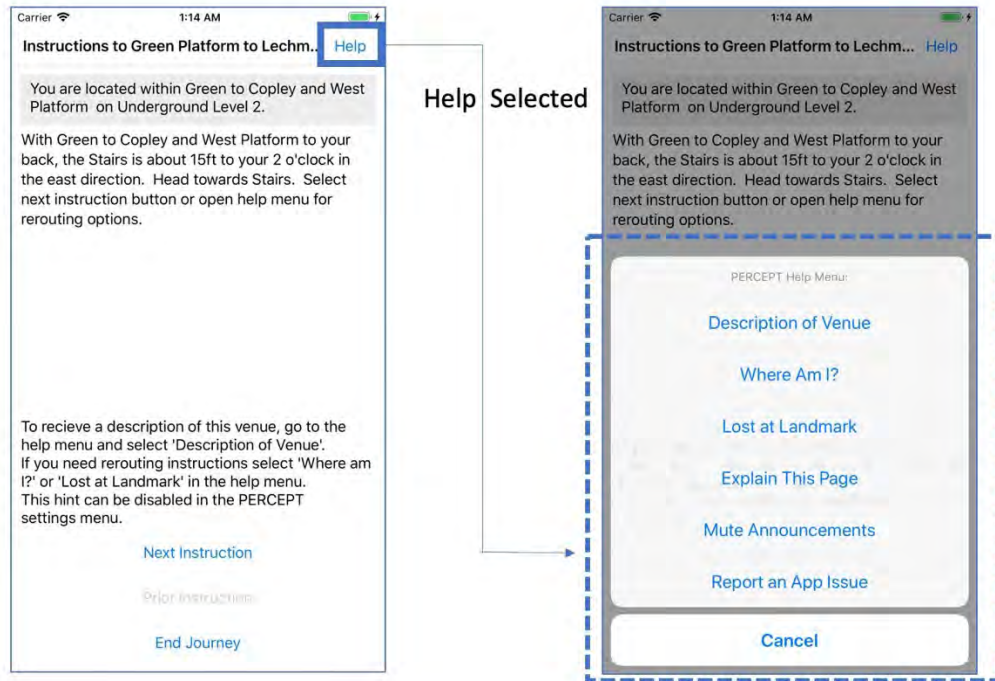 Carrier 1:14 AM
Instructions to Green Platform to Lechm... Help
You are located within Green to Copley and West
Platform on Underground Level 2.
With Green to Copley and West Platform to your
back, the Stairs is about 15ft to your 2 o'clock in
the east direction. Head towards Stairs. Select
next instruction button or open help menu for
rerouting options.
To recieve a description of this venue, go to the
help menu and select 'Description of Venue'.
If you need rerouting instructions select 'Where am
I?' or 'Lost at Landmark' in the help menu.
This hint can be disabled in the PERCEPT
settings menu.
Next Instruction
Prior Instruction
End Journey
Help Selected
Carrier 1:14 AM
Instructions to Green Platform to Lechm... Help
You are located within Green to Copley and West
Platform on Underground Level 2.
With Green to Copley and West Platform to your
back, the Stairs is about 15ft to your 2 o'clock in
the east direction. Head towards Stairs. Select
next instruction button or open help menu for
rerouting options.
PERCEPT Help Menu:
Description of Venue
Where Am I?
Lost at Landmark
Explain This Page
Mute Announcements
Report an App Issue
Cancel